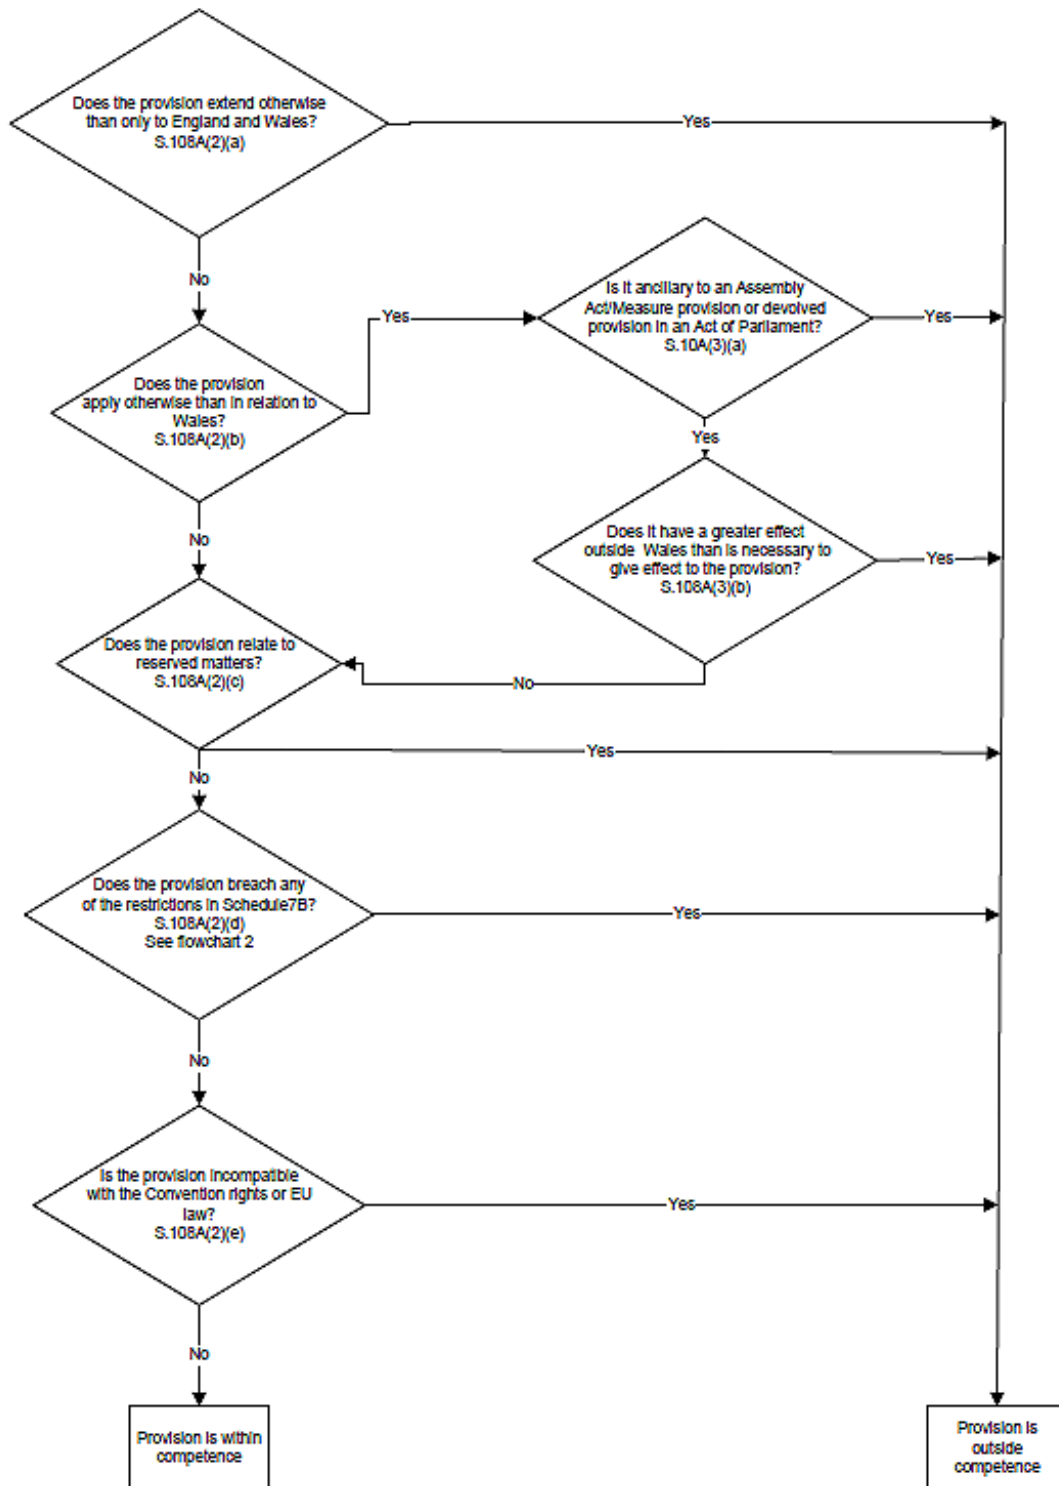 Does the provision extend otherwise
than only to England and Wales?
S.108A(2)(a)
Yes
No
Is it ancillary to an Assembly
Act/Measure provision or devolved
provision in an Act of Parliament?
S.10A(3)(a)
Yes
Yes
Does the provision
apply otherwise than in relation to
Wales?
S.108A(2)(b)
Yes
No
Does it have a greater effect
outside Wales than is necessary to
give effect to the provision?
S.108A(3)(b)
Yes
No
Does the provision relate to
reserved matters?
S.108A(2)(c)
Yes
No
Does the provision breach any
of the restrictions in Schedule7B?
S.108A(2)(d)
See flowchart 2
Yes
No
Is the provision incompatible
with the Convention rights or EU
law?
S.108A(2)(e)
Yes
No
Provision is within
competence
Provision is
outside
competence